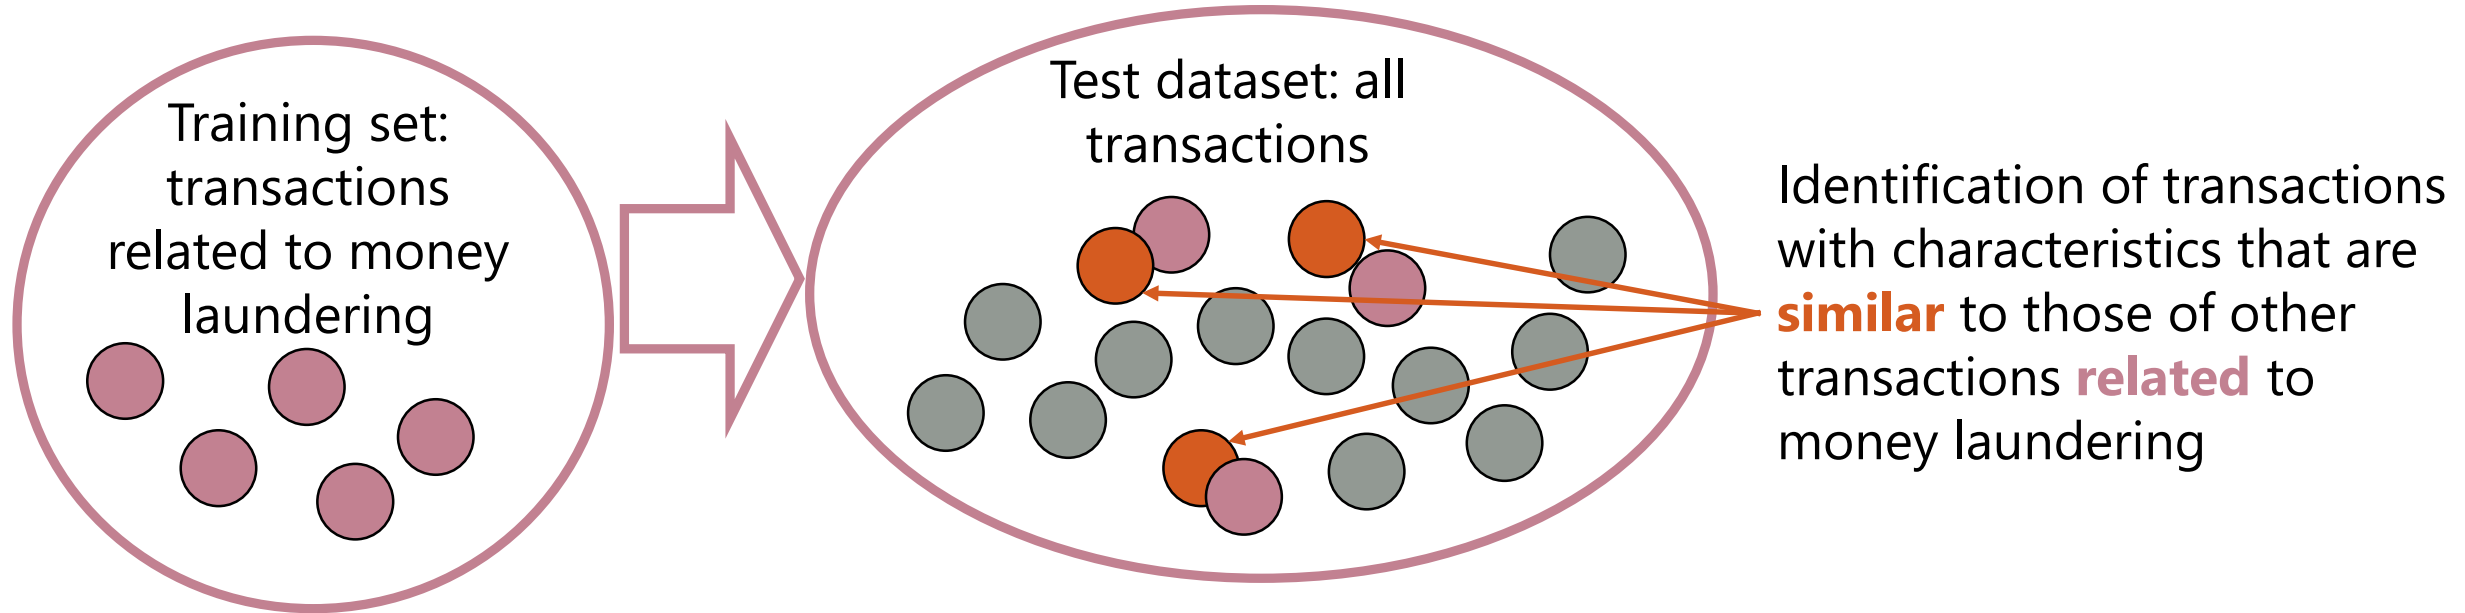 Training set:
transactions
related to money
laundering
Test dataset: all
transactions
Identification of transactions
with characteristics that are
similar to those of other
transactions related to
money laundering